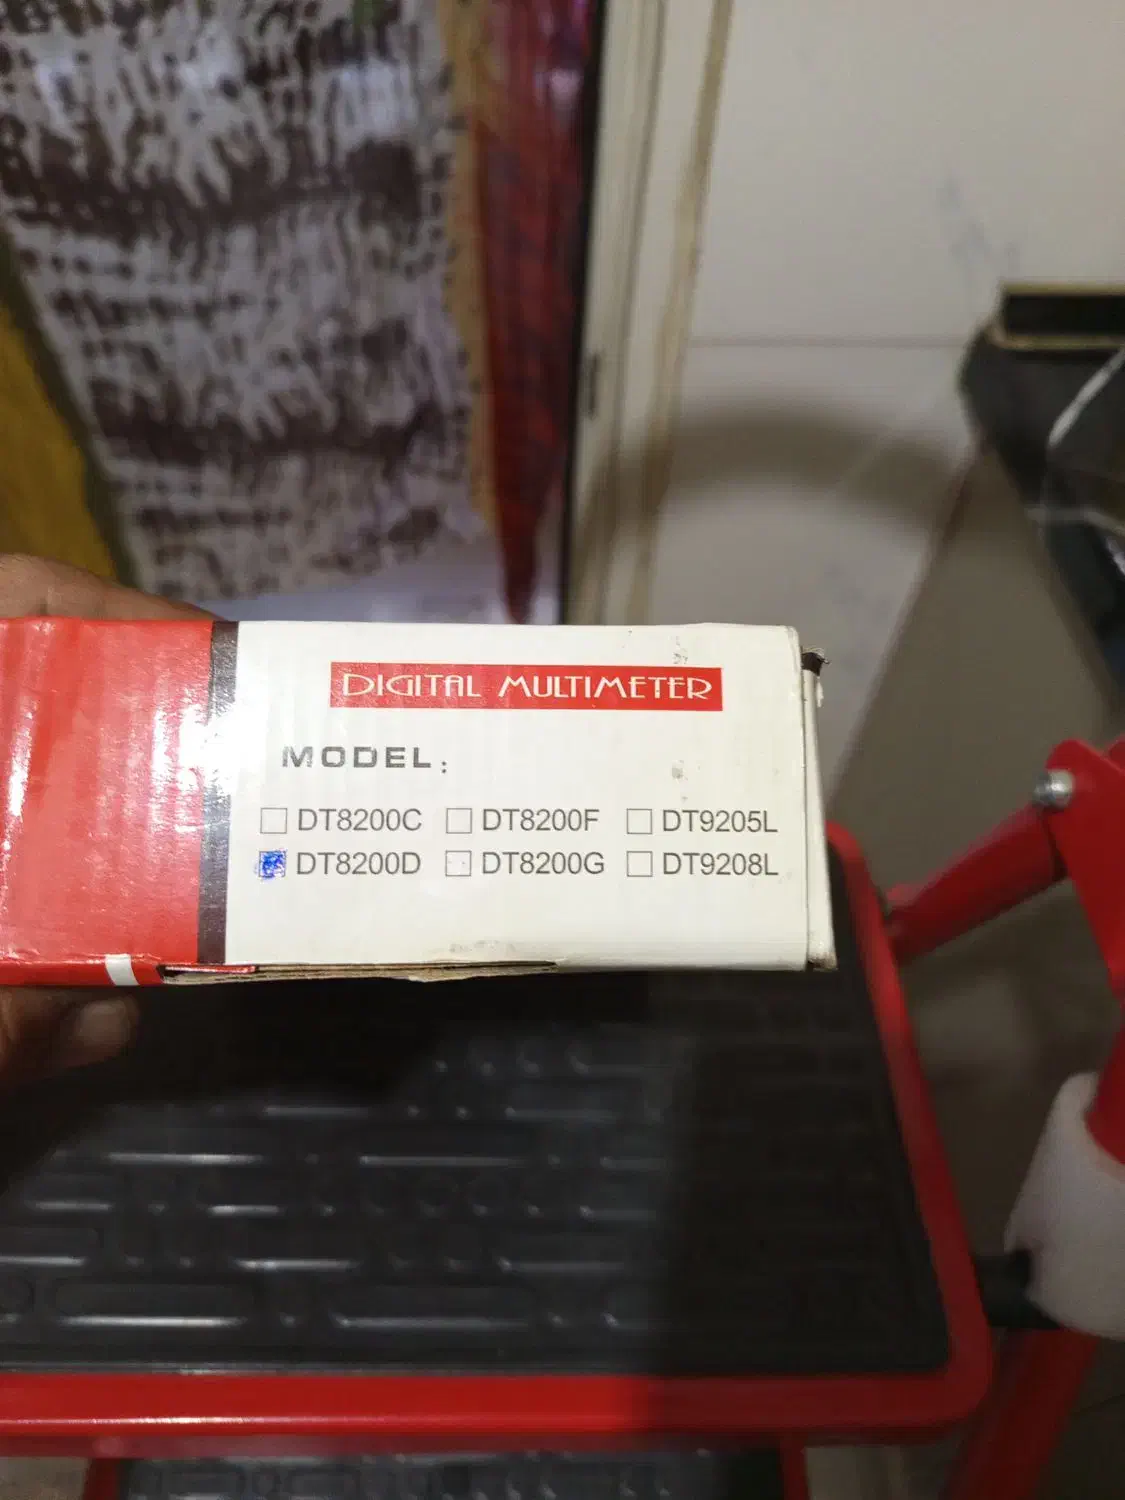 DIGITAL MULTIMETER
MODEL:
DT8200C DT8200F DT9205L
DT8200D DT8200G DT9208L